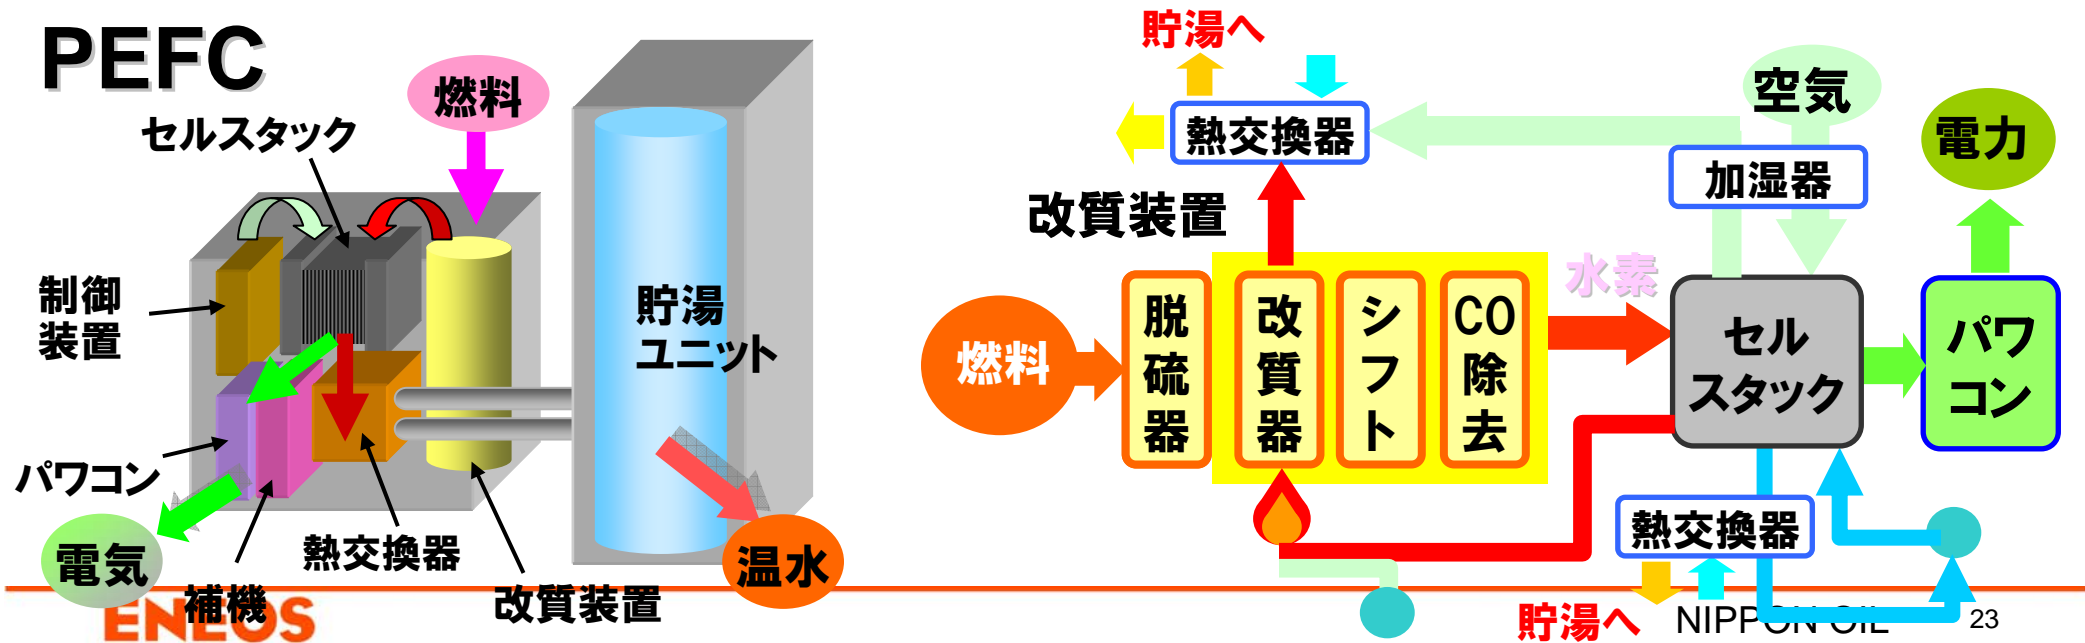 PEFC
燃料
セルスタック
制御
装置
貯湯
ユニット
パワコン
電気
補機
熱交換器
改質装置
温水
ENEOS
貯湯へ
熱交換器
空気
加湿器
電力
改質装置
水素
燃料
脱硫器
改質器
シフト
CO除去
セル
スタック
パワ
コン
熱交換器
貯湯へ
NIPPON OIL
23